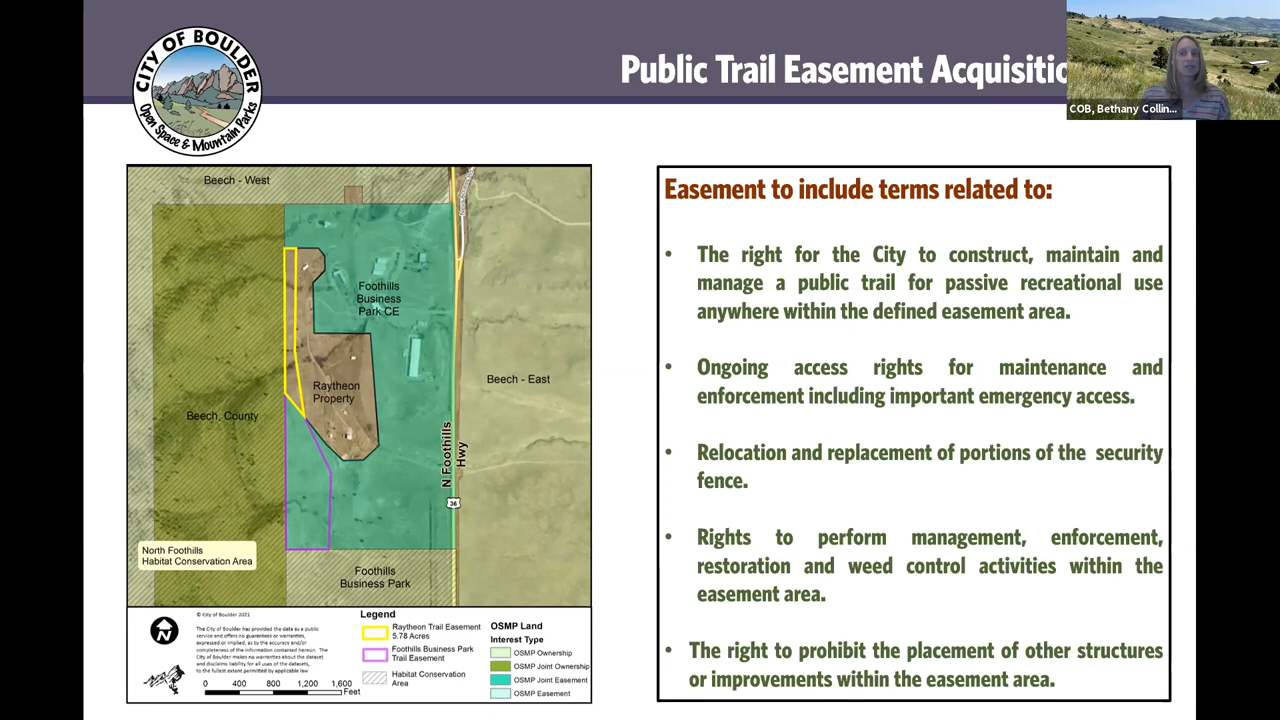 CITY OF BOULDER
Open Space & Mountain Parks
Public Trail Easement Acquisitio
COB, Bethany Collin...
Beech - West
Foothills
Business
Park CE
Raytheon
Property
Beech, County
Beech - East
N Foothills
Hwy
36
North Foothills
Habitat Conservation Area
Foothills
Business Park
© City of Boulder 2021
The City of Boulder has provided the data as a public
service and offers no guarantees or warranties,
expressed or implied, as to the accuracy and/or
completeness of the information contained herein. The
City of Boulder makes no warranties about the dataset
and disclaims liability for all uses of the datasets,
to the fullest extent permitted by applicable law.
N
0 400 800 1,200 1,600
Feet
Legend
Raytheon Trail Easement
5.78 Acres
Foothills Business Park
Trail Easement
Habitat Conservation
Area
OSMP Land
Interest Type
OSMP Ownership
OSMP Joint Ownership
OSMP Joint Easement
OSMP Easement
Easement to include terms related to:
• The right for the City to construct, maintain and
manage a public trail for passive recreational use
anywhere within the defined easement area.
• Ongoing access rights for maintenance and
enforcement including important emergency access.
• Relocation and replacement of portions of the security
fence.
• Rights to perform management, enforcement,
restoration and weed control activities within the
easement area.
• The right to prohibit the placement of other structures
or improvements within the easement area.